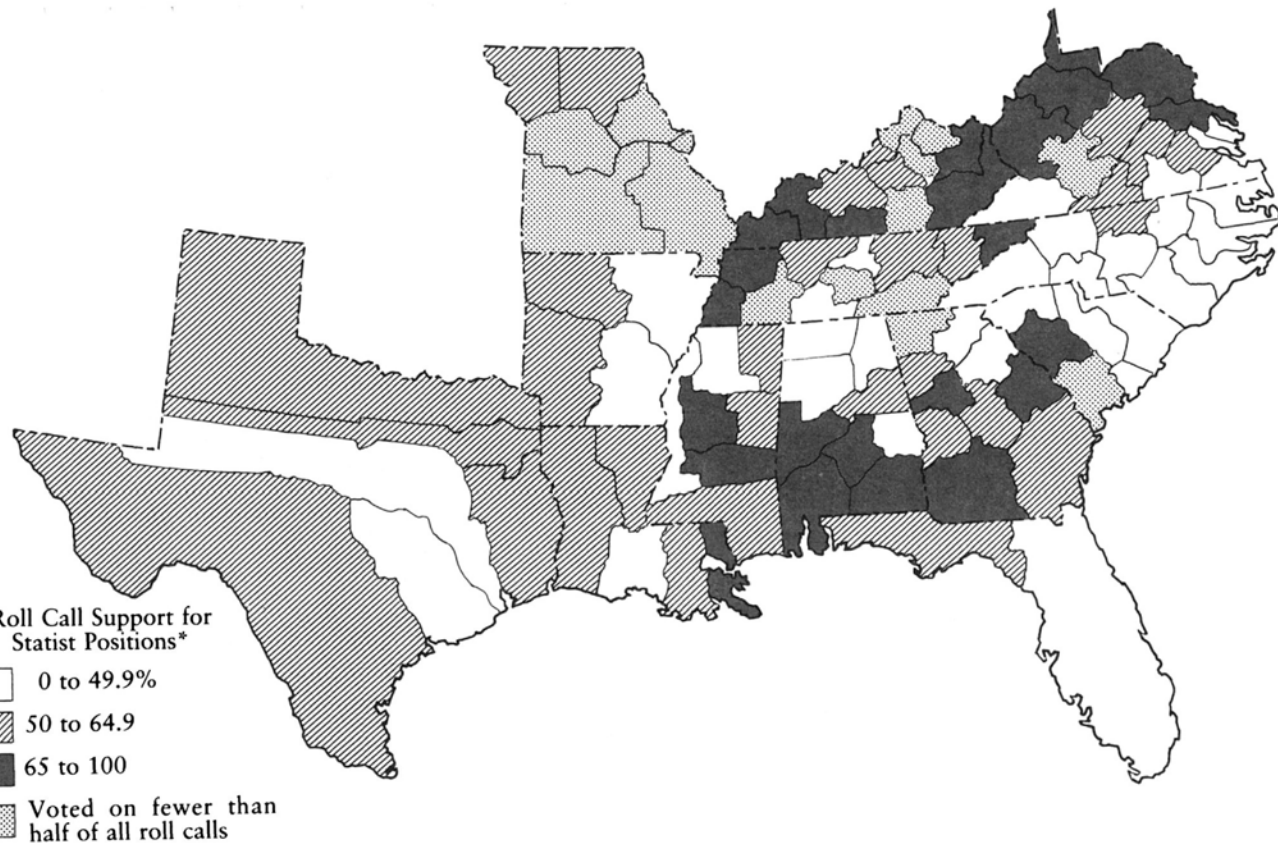 Roll Call Support for
Statist Positions*
0 to 49.9%
50 to 64.9
65 to 100
Voted on fewer than
half of all roll calls